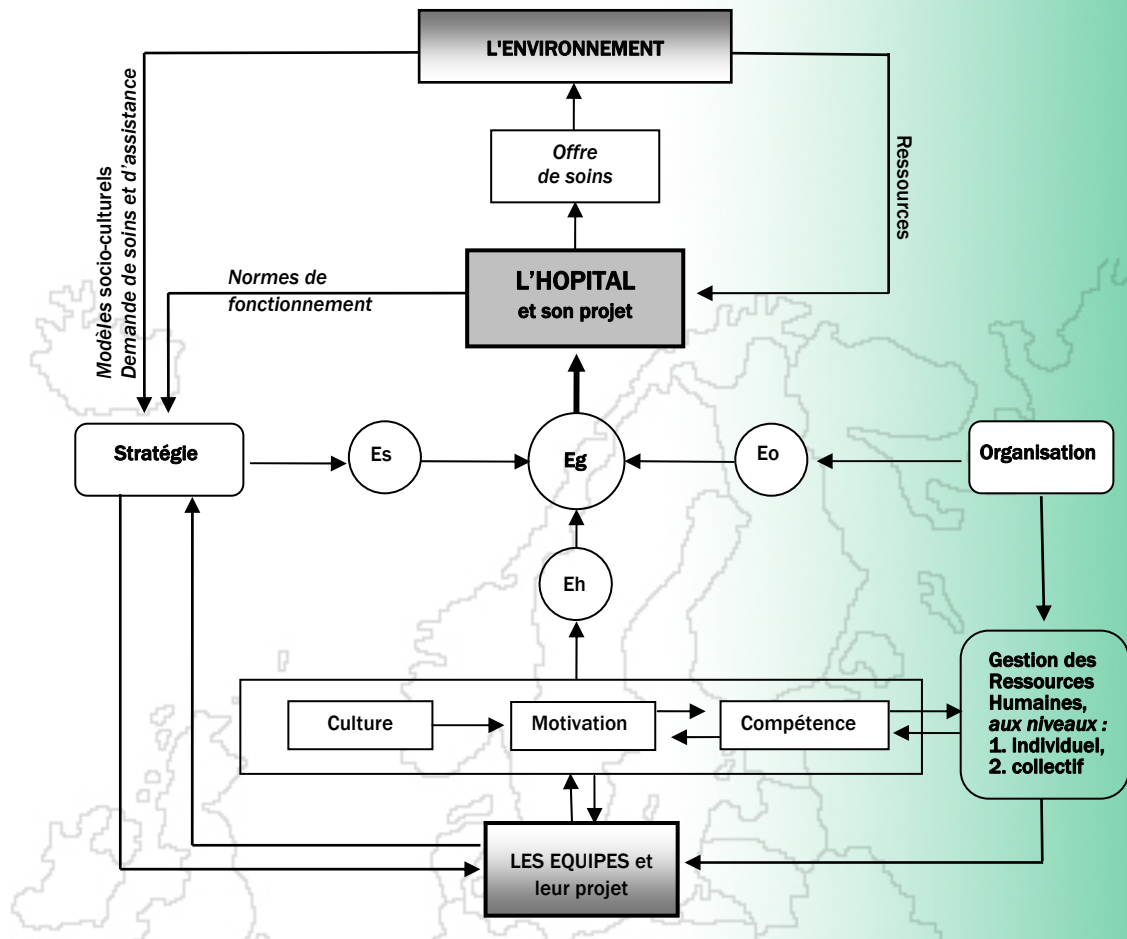 L'ENVIRONNEMENT
Modèles socio-culturels
Demande de soins et d'assistance
Offre
de soins
Ressources
L'HOPITAL
et son projet
Normes de
fonctionnement
Stratégie
Es
Eg
Eo
Organisation
Eh
Culture
Motivation
Compétence
Gestion des
Ressources
Humaines,
aux niveaux :
1. individuel,
2. collectif
LES EQUIPES et
leur projet